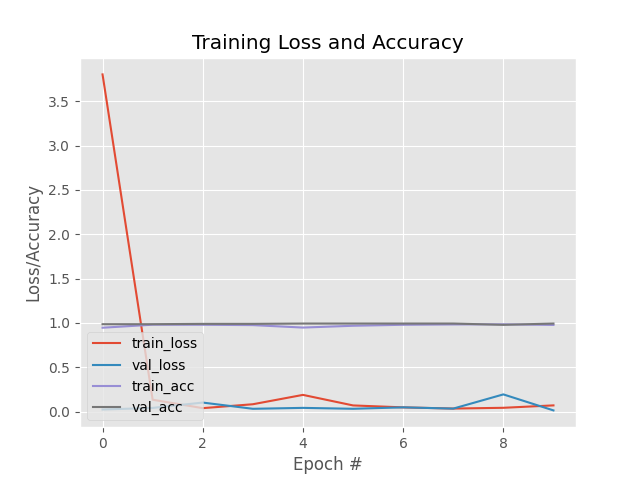 Training Loss and Accuracy
Loss/Accuracy
3.5
3.0
2.5
2.0
1.5
1.0
0.5
0.0
train_loss
val_loss
train_acc
val_acc
0 2 4 6 8
Epoch #